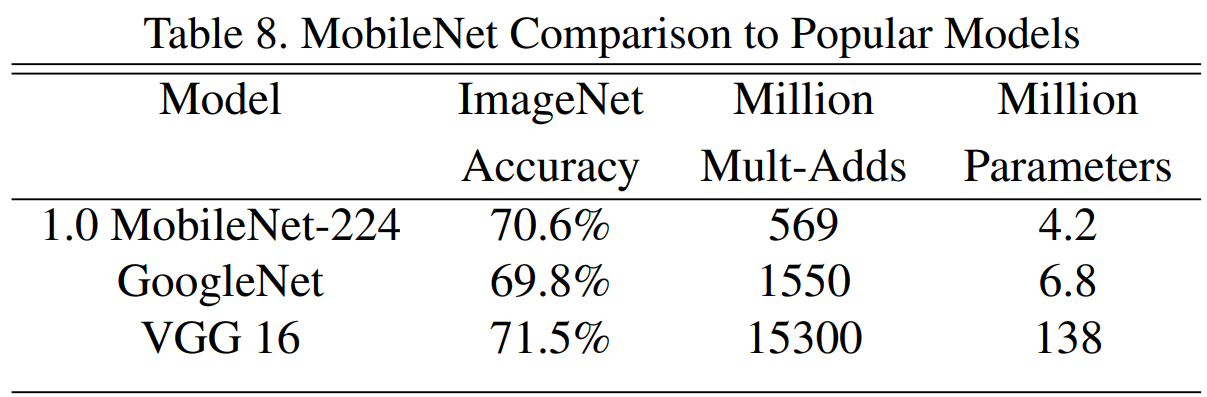 Table 8. MobileNet Comparison to Popular Models
Model ImageNet Million Million
Accuracy Mult-Adds Parameters
1.0 MobileNet-224 70.6% 569 4.2
GoogleNet 69.8% 1550 6.8
VGG 16 71.5% 15300 138